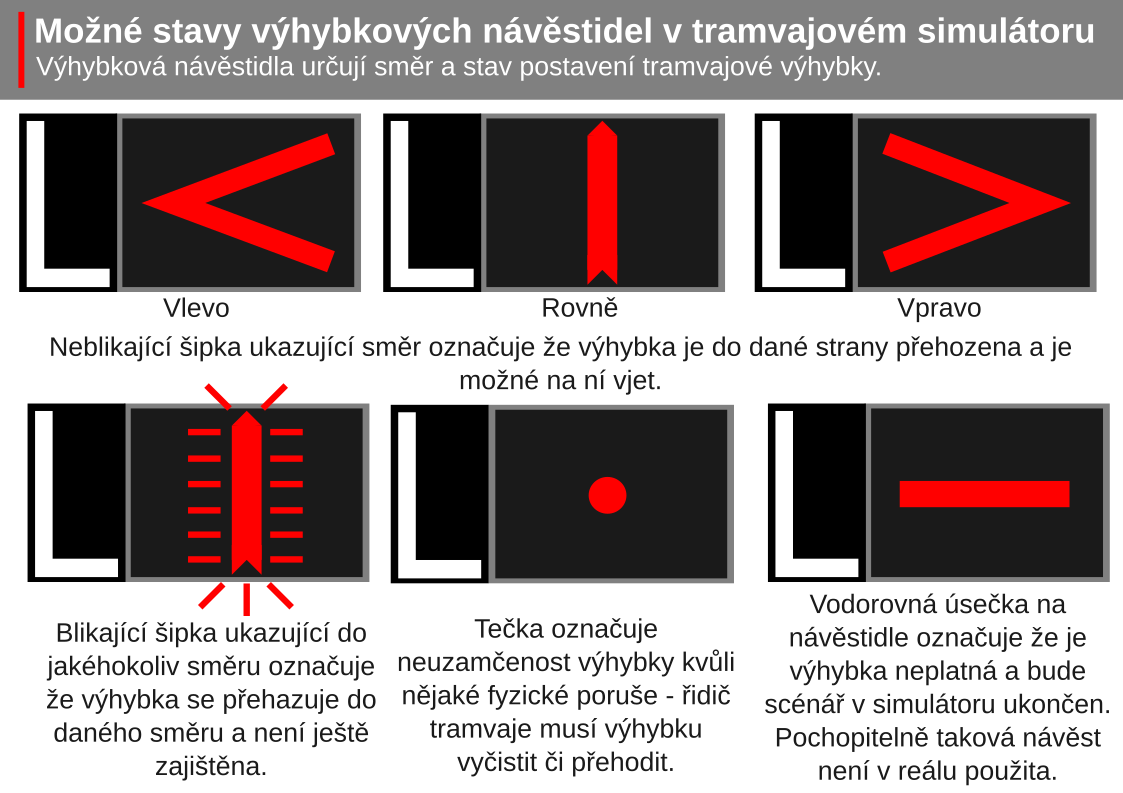 Možné stavy výhybkových návěstidel v tramvajovém simulátoru
Výhybková návěstidla určují směr a stav postavení tramvajové výhybky.
L
L
L
Vlevo
Rovně
Vpravo
Neblikající šipka ukazující směr označuje že výhybka je do dané strany přehozena a je
možné na ní vjet.
L
L
L
Blikající šipka ukazující do
jakéhokoliv směru označuje
že výhybka se přehazuje do
daného směru a není ještě
zajištěna.
Tečka označuje
neuzamčenost výhybky kvůli
nějaké fyzické poruše - řidič
tramvaje musí výhybku
vyčistit či přehodit.
Vodorovná úsečka na
návěstidle označuje že je
výhybka neplatná a bude
scénář v simulátoru ukončen.
Pochopitelně taková návěst
není v reálu použita.